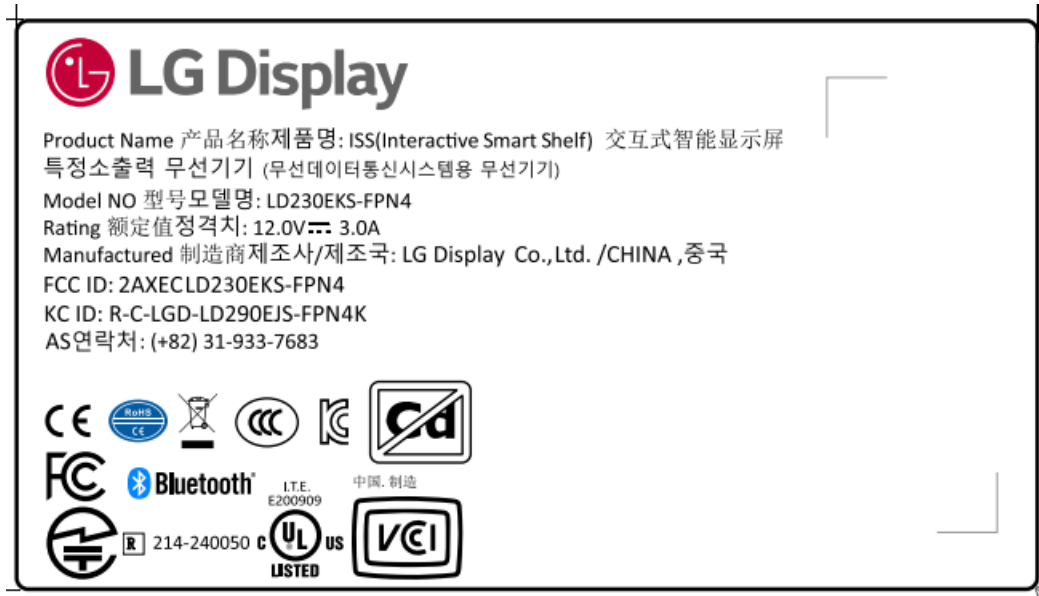 LG Display
Product Name 产品名称제품명: ISS(Interactive Smart Shelf) 交互式智能显示屏
특정소출력 무선기기 (무선데이터통신시스템용 무선기기)
Model NO 型号모델명: LD230EKS-FPN4
Rating 额定值정격치: 12.0V⎓ 3.0A
Manufactured 制造商제조사/제조국: LG Display Co.,Ltd. /CHINA ,중국
FCC ID: 2AXECLD230EKS-FPN4
KC ID: R-C-LGD-LD290EJS-FPN4K
AS연락처: (+82) 31-933-7683
CE RoHS CE CCC KC Cd
FC Bluetooth I.T.E. E200909 中国. 制造
R 214-240050 C UL US LISTED VCCI